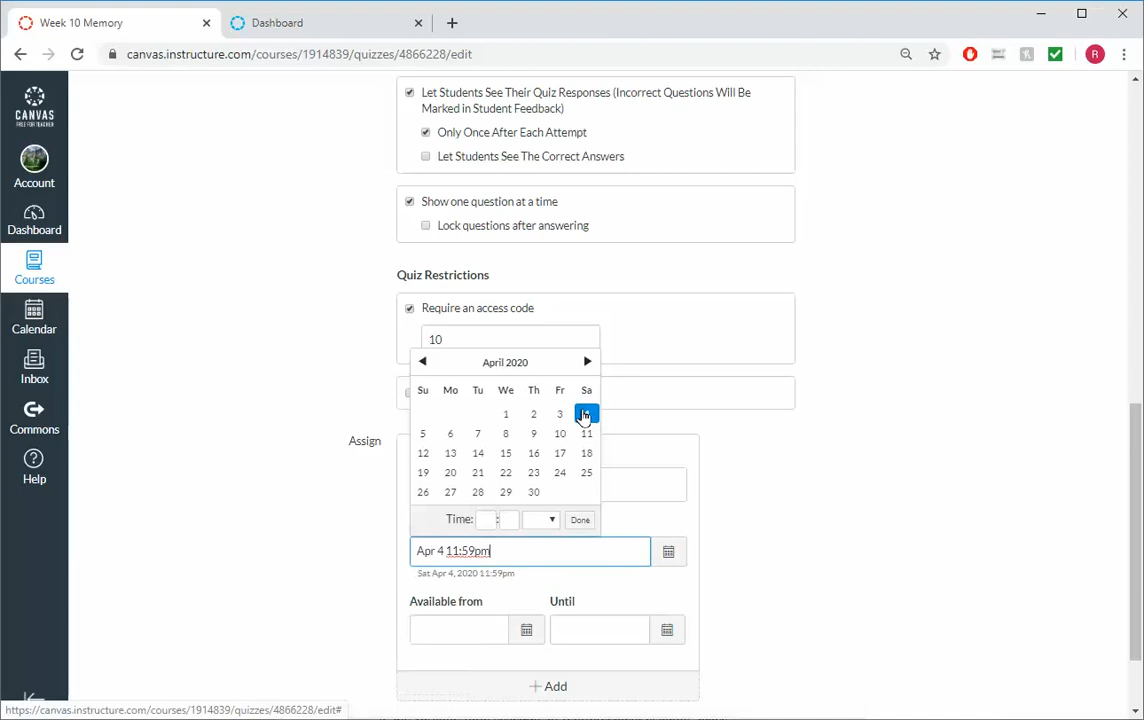 Week 10 Memory
Dashboard
canvas.instructure.com/courses/1914839/quizzes/4866228/edit
R
CANVAS
FREE FOR TEACHER
Account
Dashboard
Courses
Calendar
Inbox
Commons
Help
Let Students See Their Quiz Responses (Incorrect Questions Will Be
Marked in Student Feedback)
Only Once After Each Attempt
Let Students See The Correct Answers
Show one question at a time
Lock questions after answering
Quiz Restrictions
Require an access code
10
April 2020
Su Mo Tu We Th Fr Sa
1 2 3
5 6 7 8 9 10 11
12 13 14 15 16 17 18
19 20 21 22 23 24 25
26 27 28 29 30
Time: : Done
Assign
Apr 4 11:59pm
Sat Apr 4, 2020 11:59pm
Available from Until
+ Add
https://canvas.instructure.com/courses/1914839/quizzes/4866228/edit#